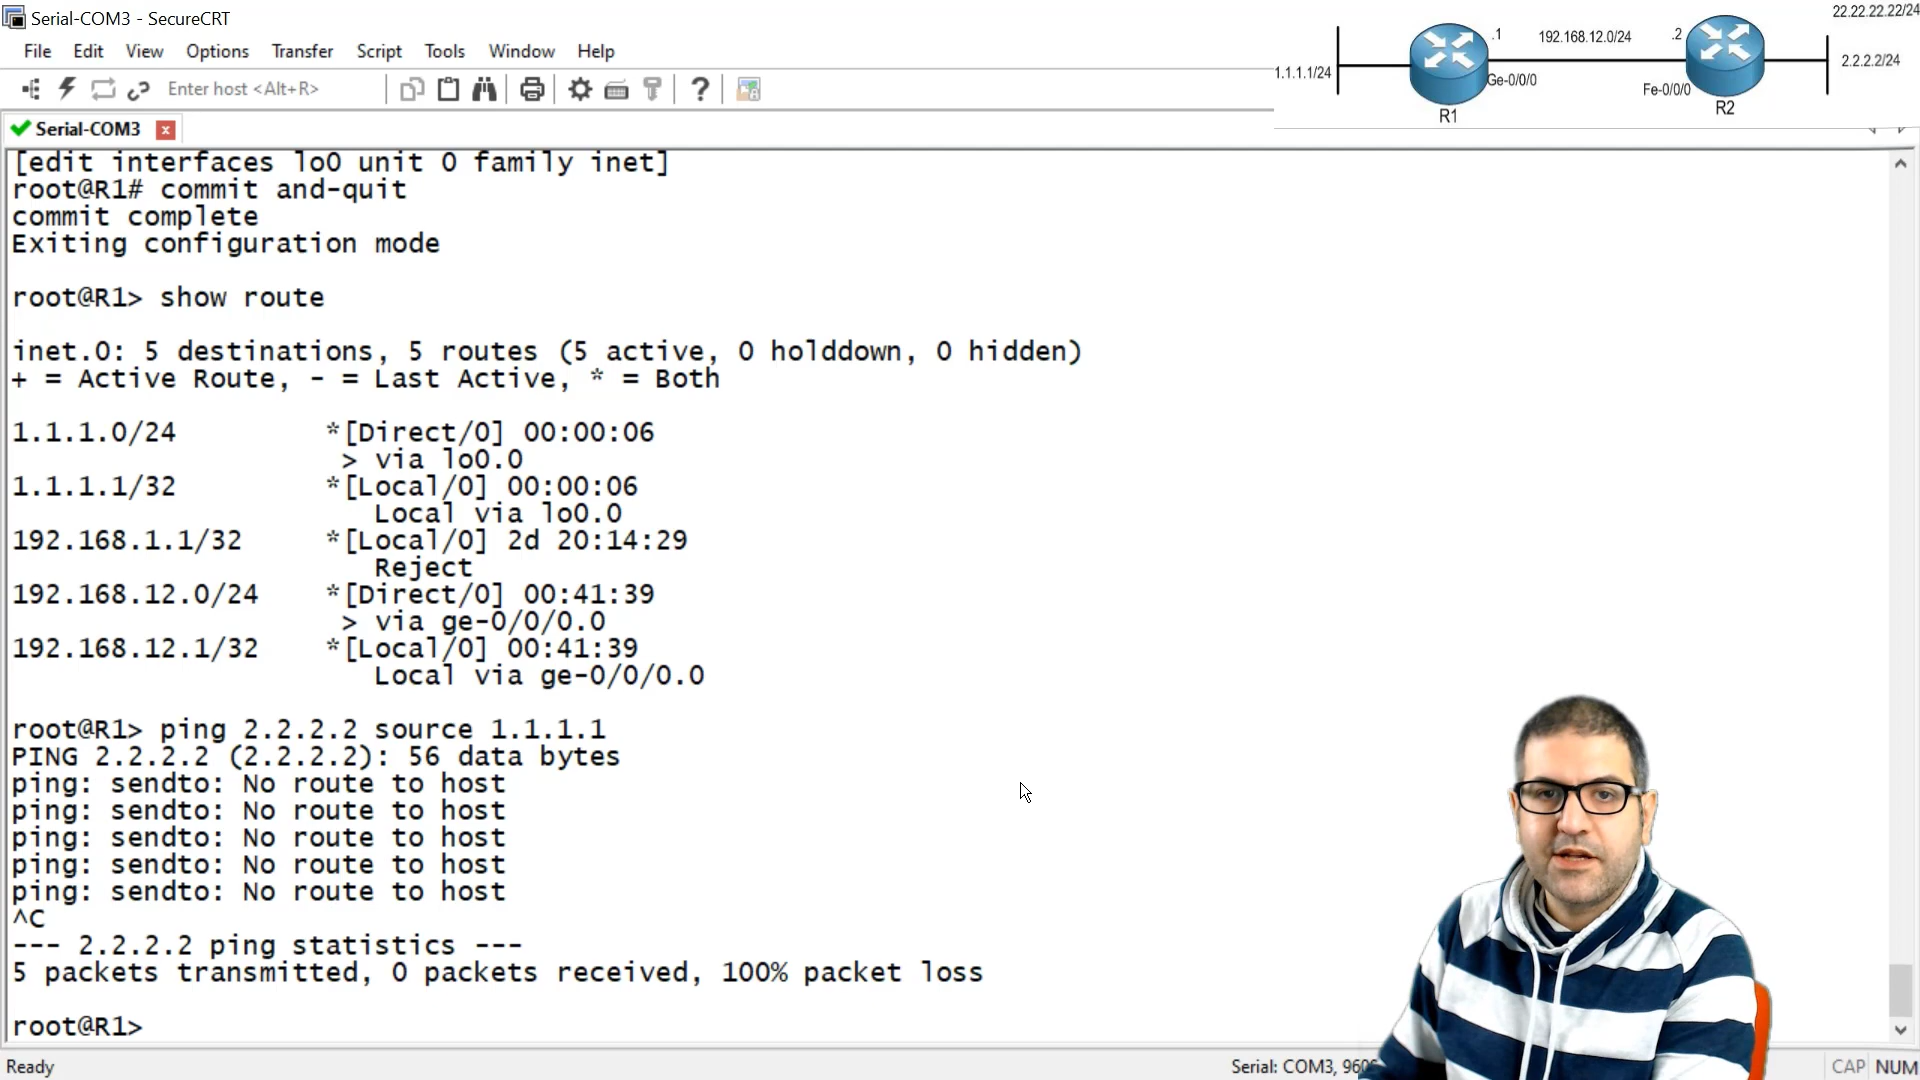 Serial-COM3 - SecureCRT
File Edit View Options Transfer Script Tools Window Help
Enter host <Alt+R>
Serial-COM3
22.22.22.22/24
.1 192.168.12.0/24 .2
1.1.1.1/24
2.2.2.2/24
Ge-0/0/0
Fe-0/0/0
R1
R2
[edit interfaces lo0 unit 0 family inet]
root@R1# commit and-quit
commit complete
Exiting configuration mode
root@R1> show route
inet.0: 5 destinations, 5 routes (5 active, 0 holddown, 0 hidden)
+ = Active Route, - = Last Active, * = Both
1.1.1.0/24 *[Direct/0] 00:00:06
> via lo0.0
1.1.1.1/32 *[Local/0] 00:00:06
Local via lo0.0
192.168.1.1/32 *[Local/0] 2d 20:14:29
Reject
192.168.12.0/24 *[Direct/0] 00:41:39
> via ge-0/0/0.0
192.168.12.1/32 *[Local/0] 00:41:39
Local via ge-0/0/0.0
root@R1> ping 2.2.2.2 source 1.1.1.1
PING 2.2.2.2 (2.2.2.2): 56 data bytes
ping: sendto: No route to host
ping: sendto: No route to host
ping: sendto: No route to host
ping: sendto: No route to host
ping: sendto: No route to host
^C
--- 2.2.2.2 ping statistics ---
5 packets transmitted, 0 packets received, 100% packet loss
root@R1>
Ready
Serial: COM3, 960
CAP NUM